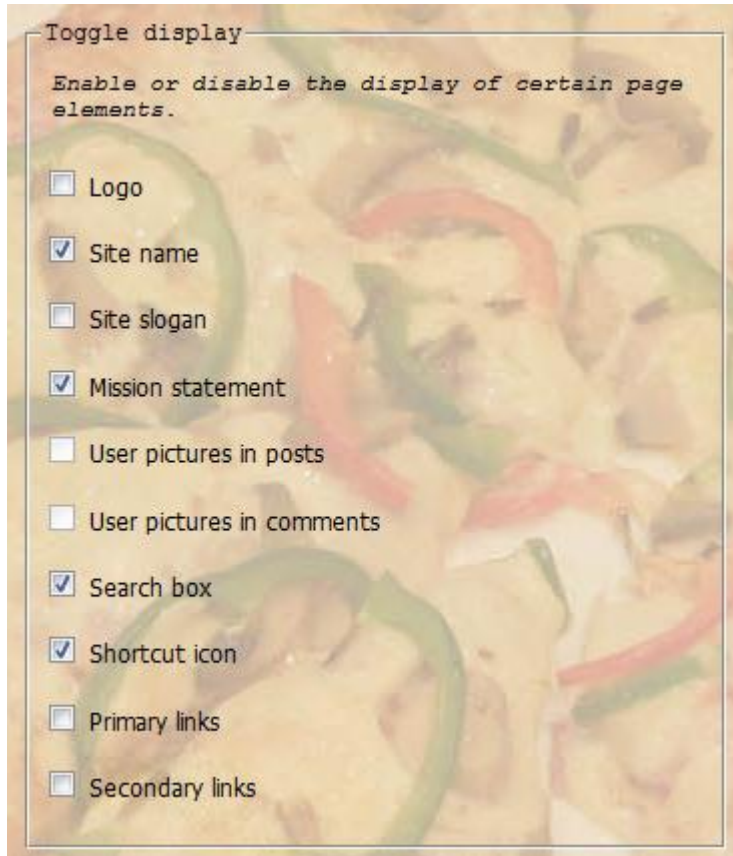 Toggle display
Enable or disable the display of certain page
elements.
Logo
Site name
Site slogan
Mission statement
User pictures in posts
User pictures in comments
Search box
Shortcut icon
Primary links
Secondary links